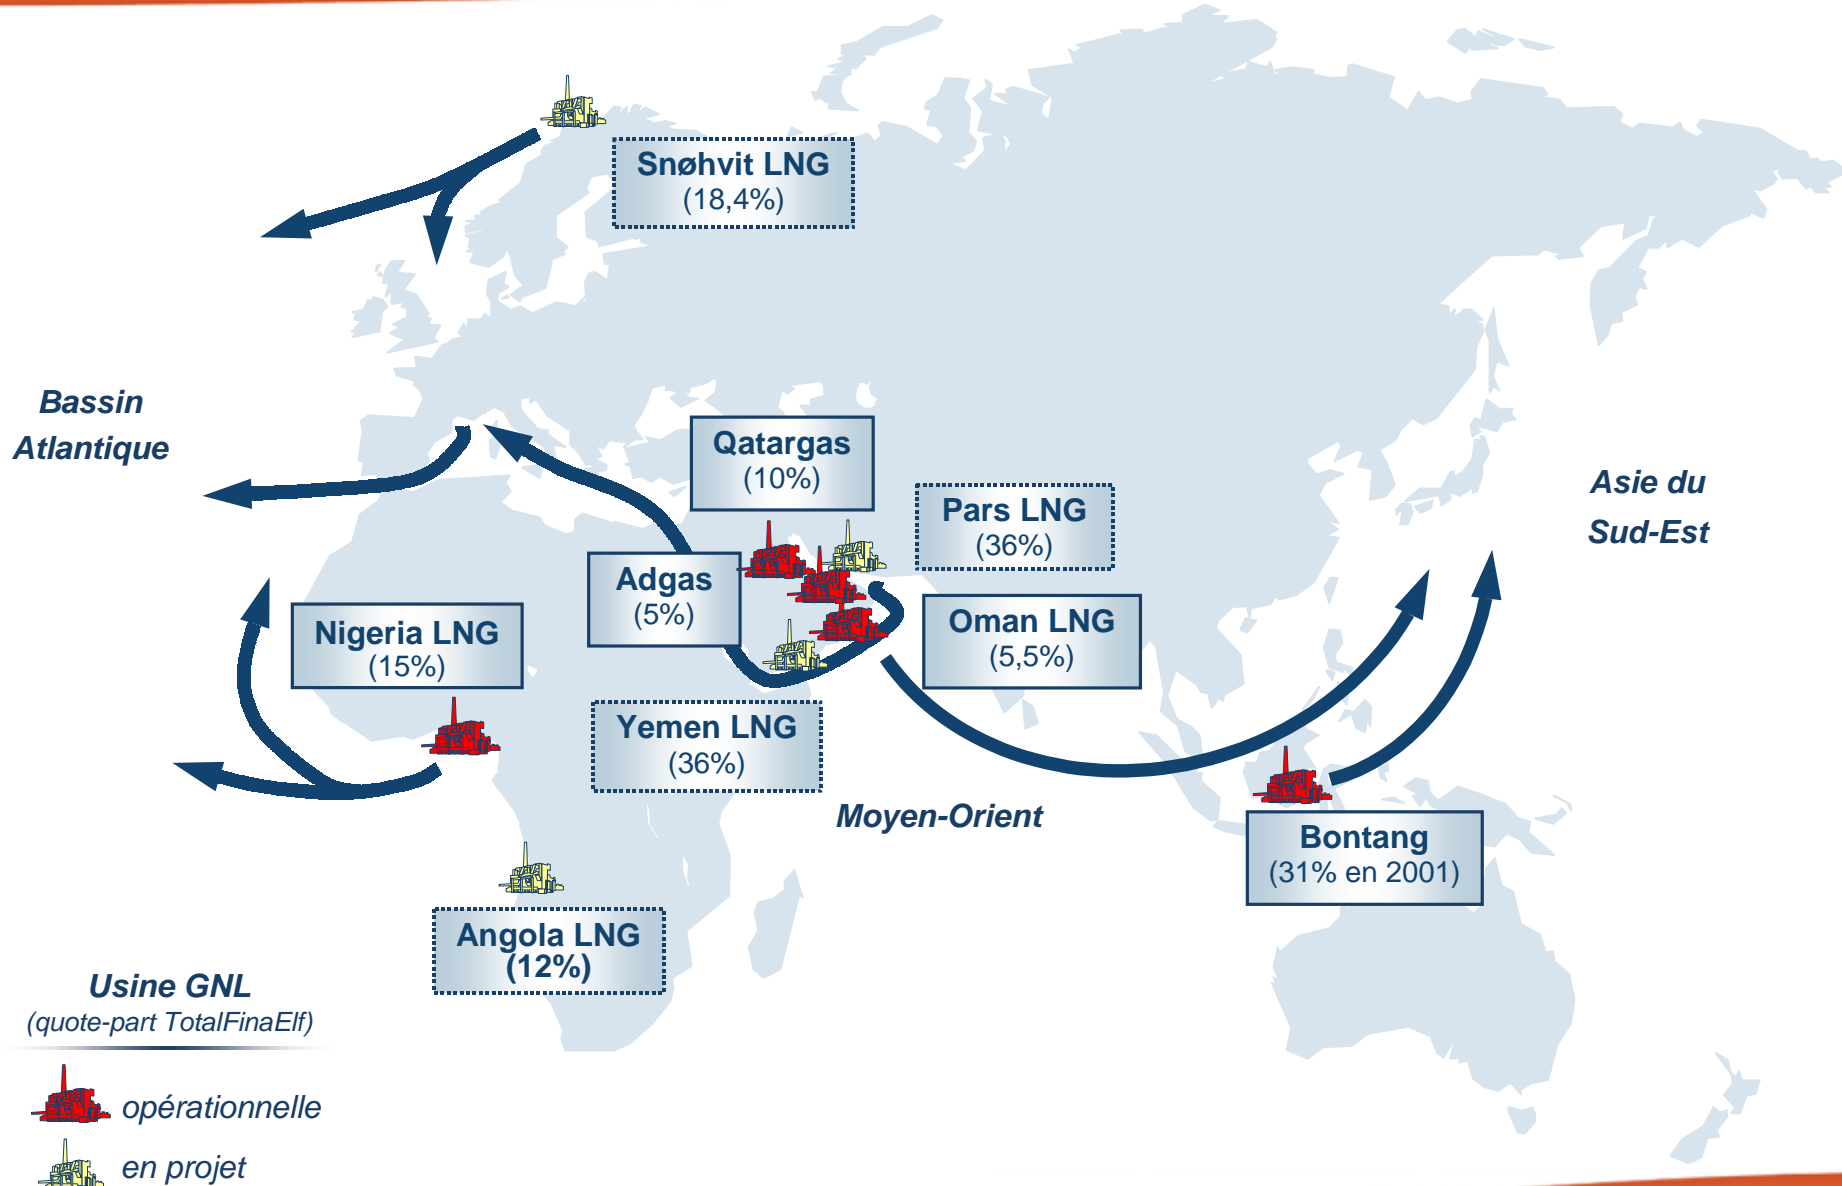 Snøhvit LNG
(18,4%)
Bassin
Atlantique
Qatargas
(10%)
Pars LNG
(36%)
Asie du
Sud-Est
Adgas
(5%)
Nigeria LNG
(15%)
Oman LNG
(5,5%)
Yemen LNG
(36%)
Moyen-Orient
Bontang
(31% en 2001)
Angola LNG
(12%)
Usine GNL
(quote-part TotalFinaElf)
opérationnelle
en projet